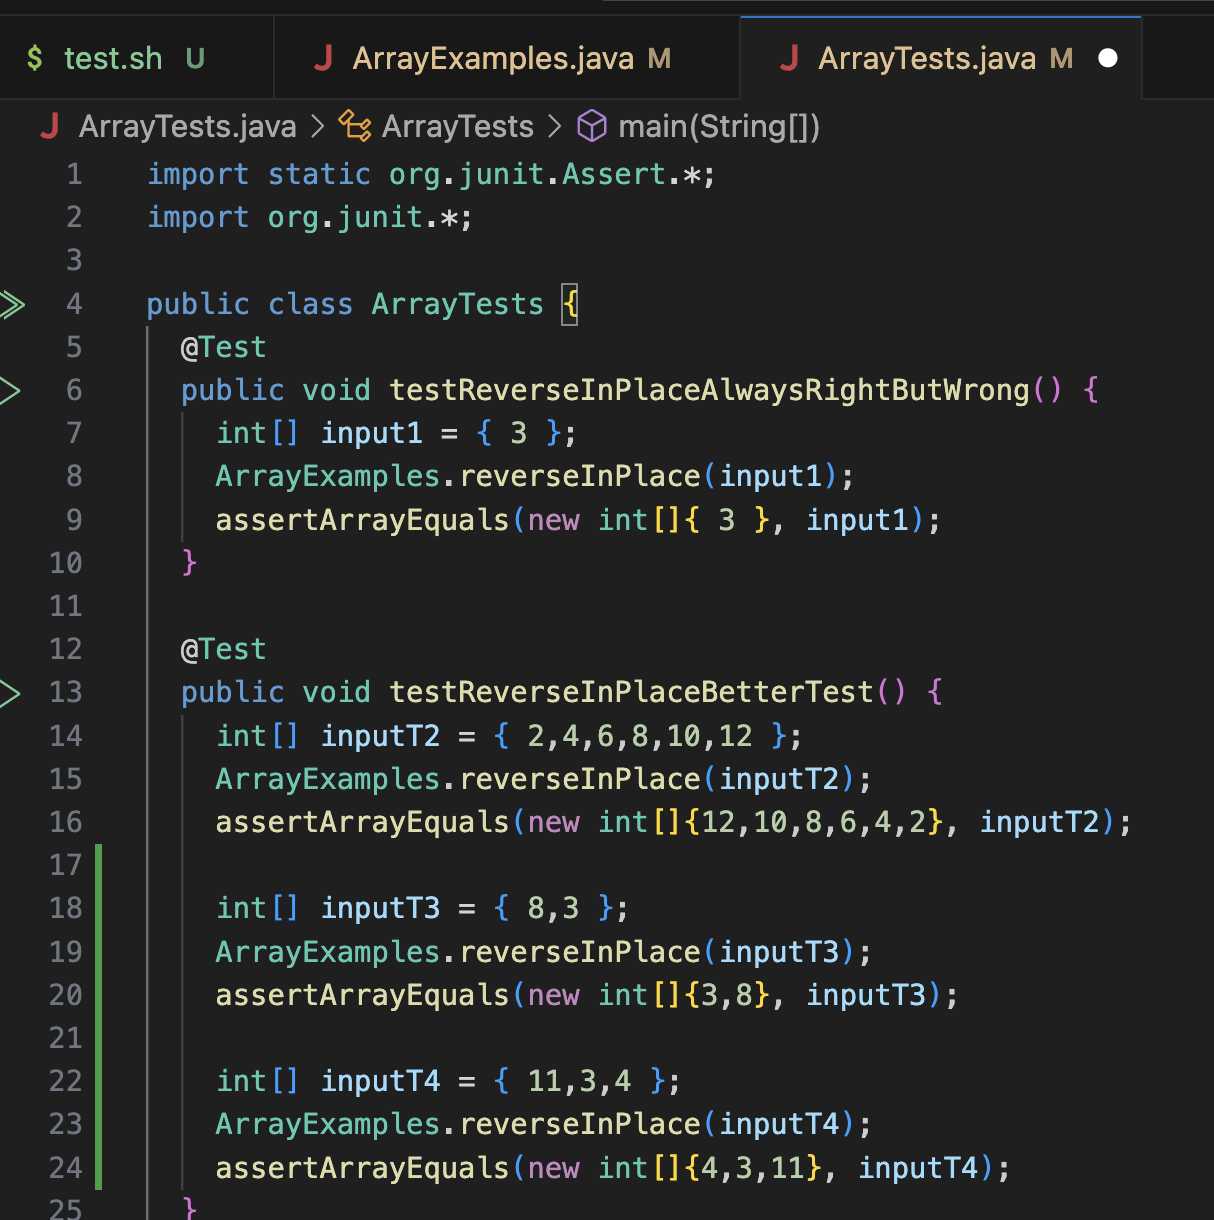 $ test.sh U J ArrayExamples.java M J ArrayTests.java M
J ArrayTests.java > ArrayTests > main(String[])
1 import static org.junit.Assert.*;
2 import org.junit.*;
3
4 public class ArrayTests {
5 @Test
6 public void testReverseInPlaceAlwaysRightButWrong() {
7 int[] input1 = { 3 };
8 ArrayExamples.reverseInPlace(input1);
9 assertArrayEquals(new int[]{ 3 }, input1);
10 }
11
12 @Test
13 public void testReverseInPlaceBetterTest() {
14 int[] inputT2 = { 2,4,6,8,10,12 };
15 ArrayExamples.reverseInPlace(inputT2);
16 assertArrayEquals(new int[]{12,10,8,6,4,2}, inputT2);
17
18 int[] inputT3 = { 8,3 };
19 ArrayExamples.reverseInPlace(inputT3);
20 assertArrayEquals(new int[]{3,8}, inputT3);
21
22 int[] inputT4 = { 11,3,4 };
23 ArrayExamples.reverseInPlace(inputT4);
24 assertArrayEquals(new int[]{4,3,11}, inputT4);
25 }